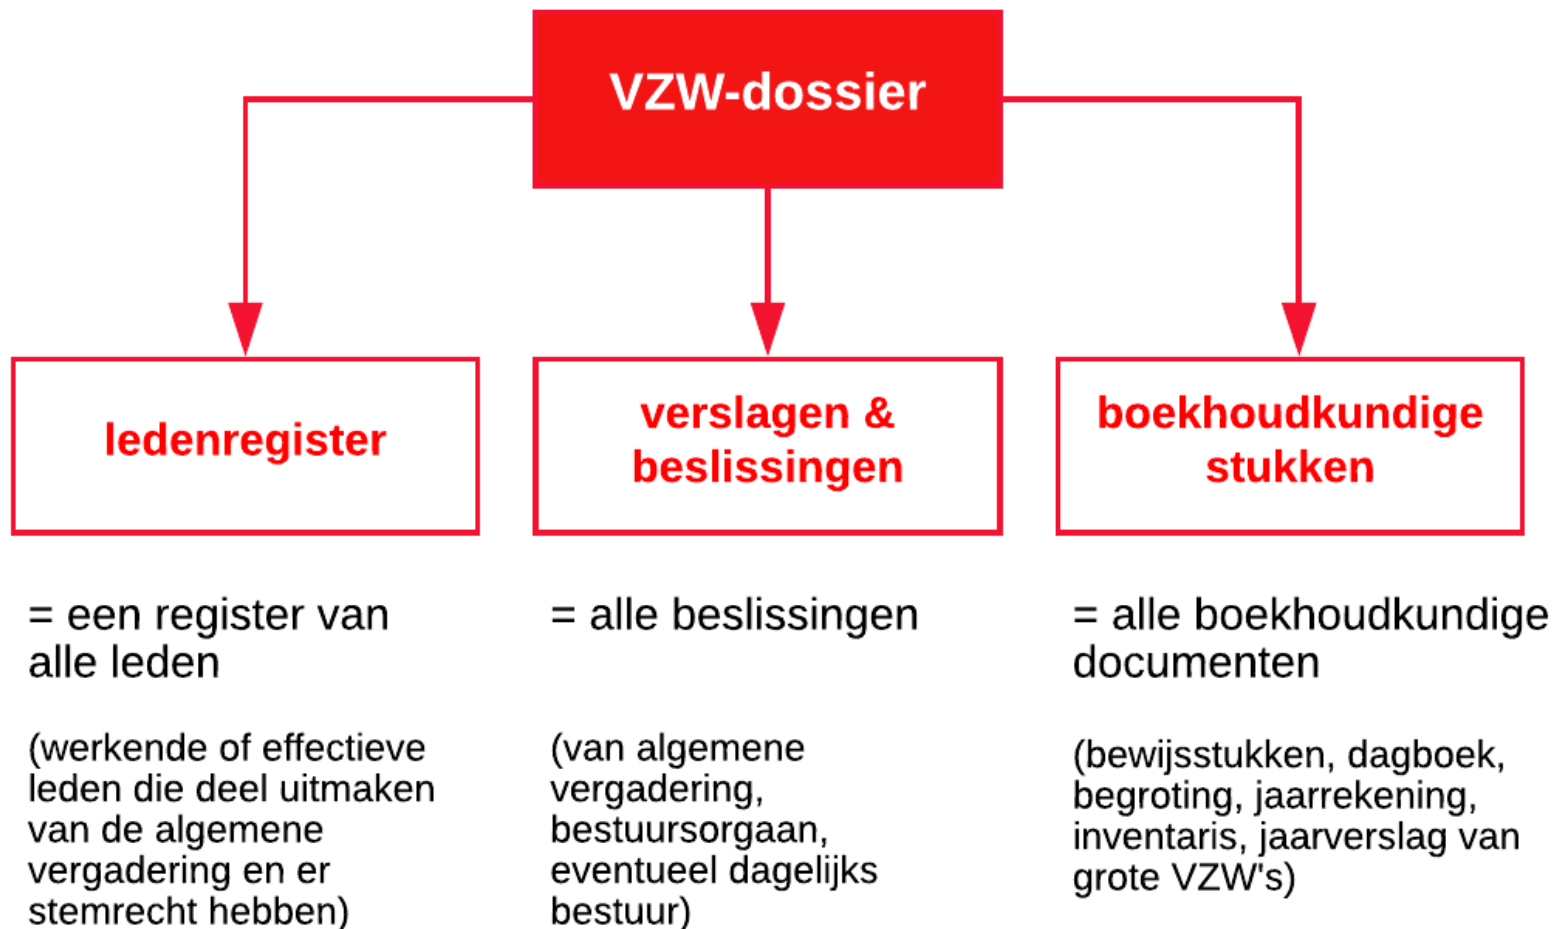 VZW-dossier
ledenregister
verslagen &
beslissingen
boekhoudkundige
stukken
= een register van
alle leden
(werkende of effectieve
leden die deel uitmaken
van de algemene
vergadering en er
stemrecht hebben)
= alle beslissingen
(van algemene
vergadering,
bestuursorgaan,
eventueel dagelijks
bestuur)
= alle boekhoudkundige
documenten
(bewijsstukken, dagboek,
begroting, jaarrekening,
inventaris, jaarverslag van
grote VZW's)